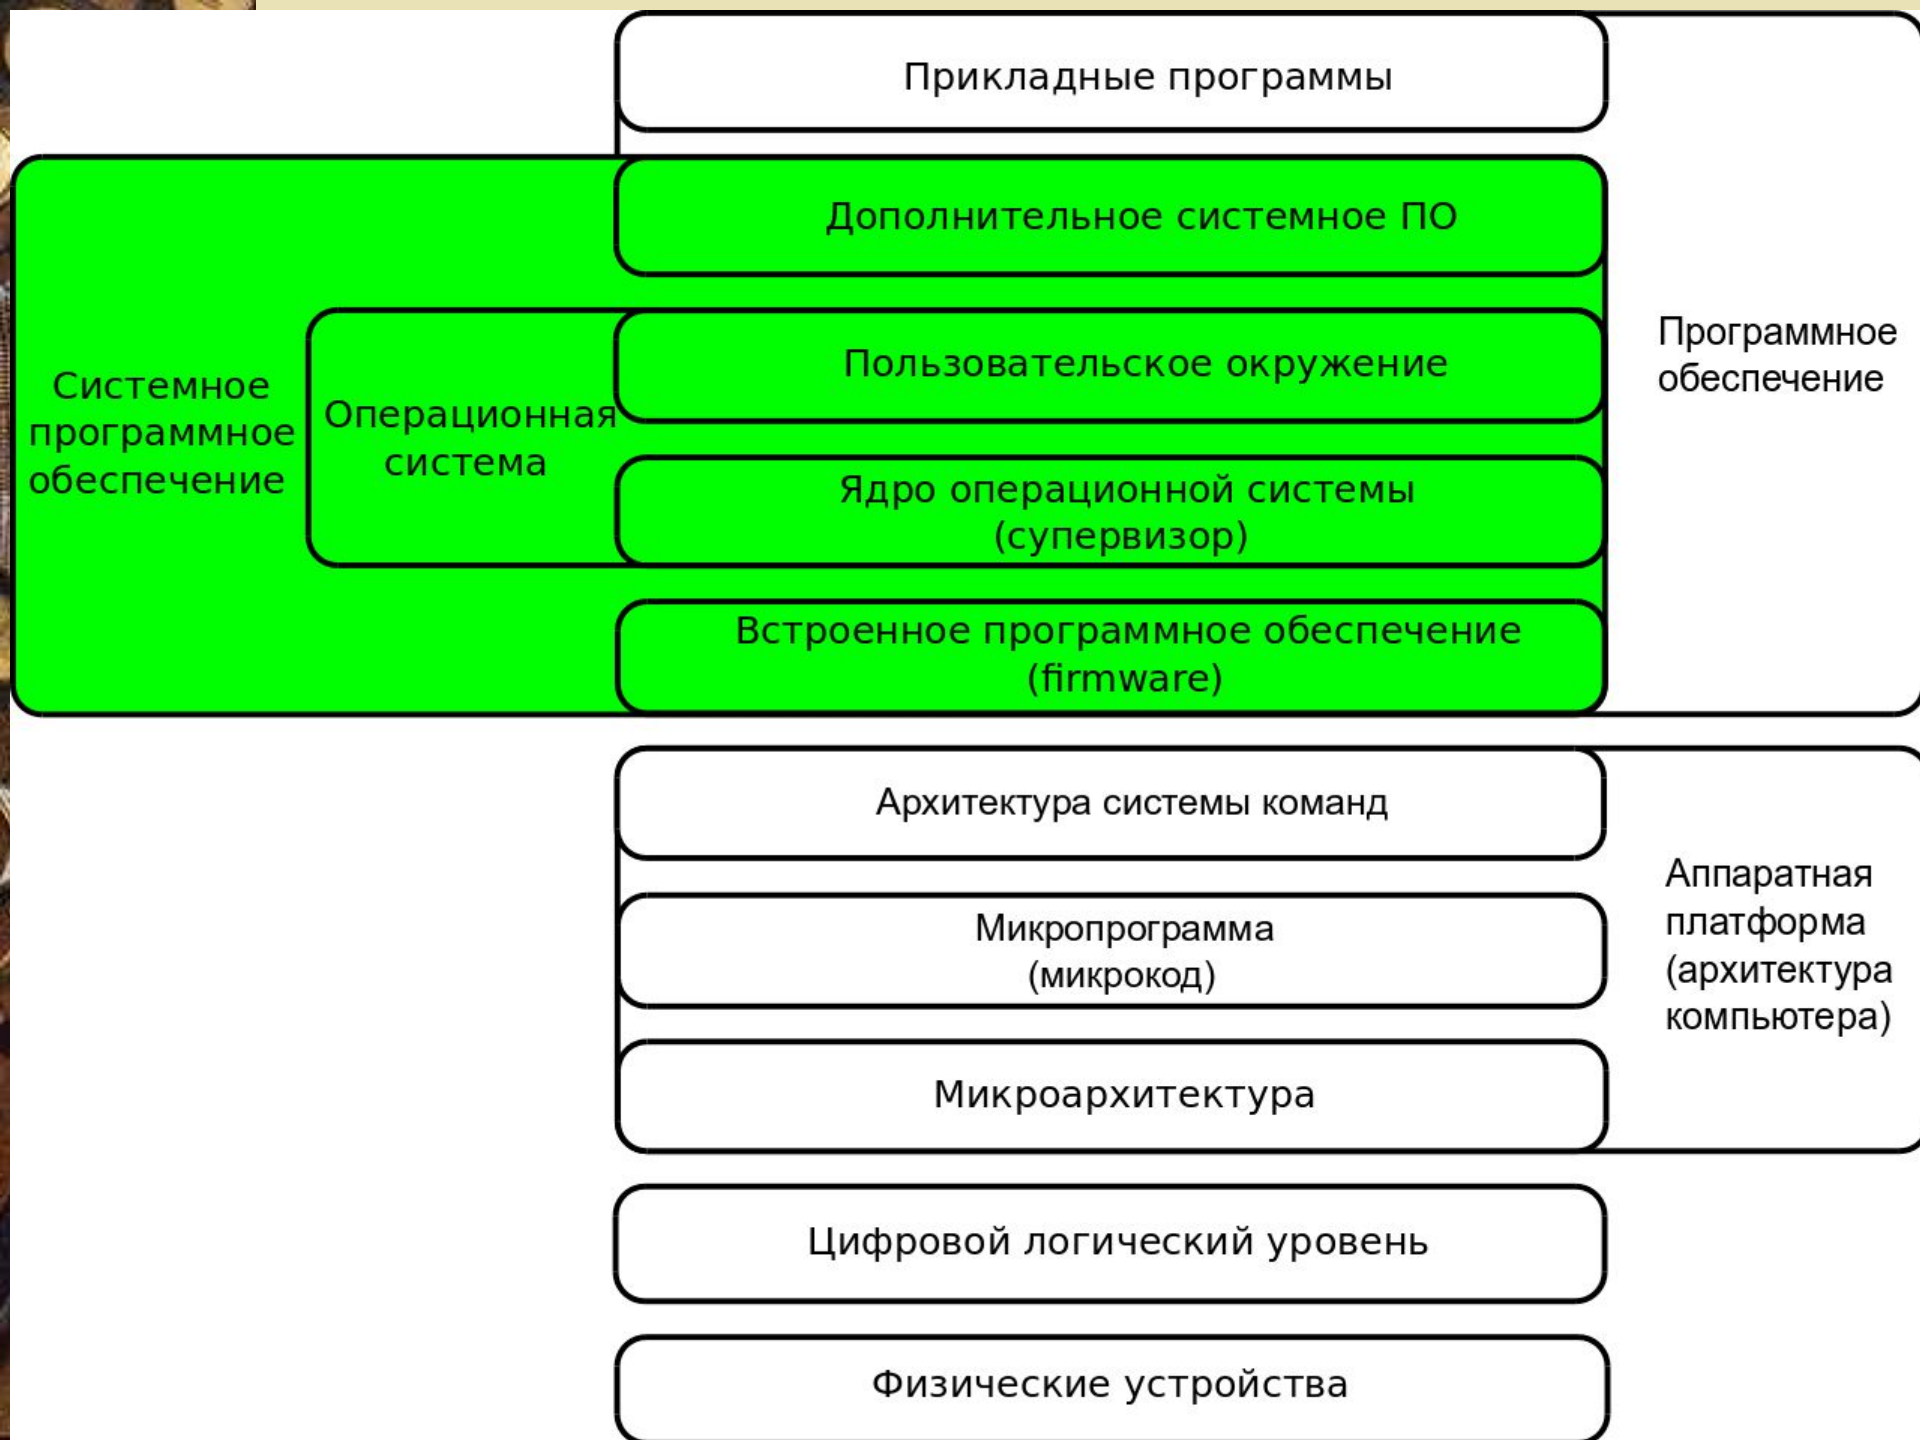 Прикладные программы
Дополнительное системное ПО
Пользовательское окружение
Программное
обеспечение
Системное
программное
обеспечение
Операционная
система
Ядро операционной системы
(супервизор)
Встроенное программное обеспечение
(firmware)
Архитектура системы команд
Микропрограмма
(микрокод)
Аппаратная
платформа
(архитектура
компьютера)
Микроархитектура
Цифровой логический уровень
Физические устройства